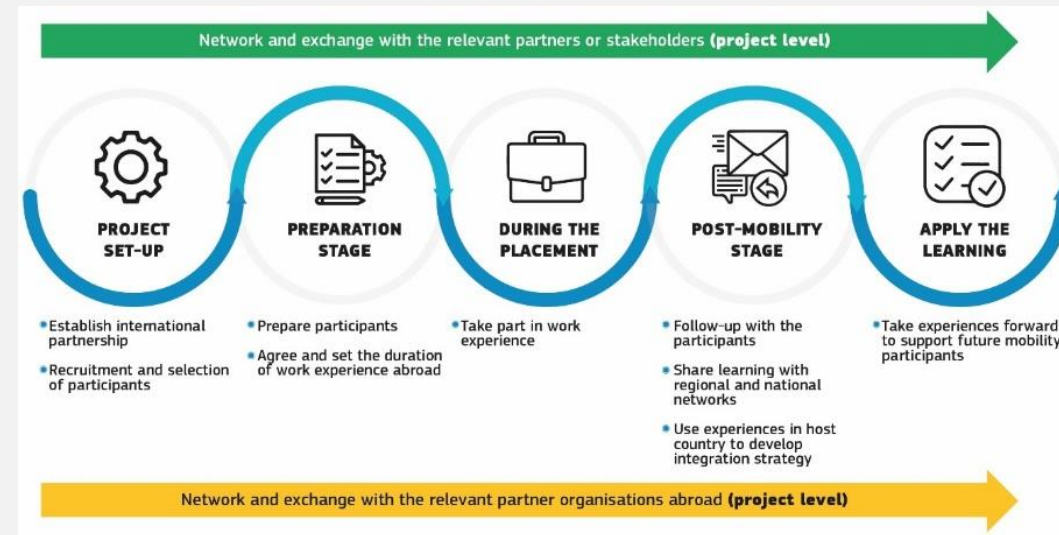 Network and exchange with the relevant partners or stakeholders (project level)
PROJECT
SET-UP
• Establish international
partnership
• Recruitment and selection
of participants
PREPARATION
STAGE
• Prepare participants
• Agree and set the duration
of work experience abroad
DURING THE
PLACEMENT
• Take part in work
experience
POST-MOBILITY
STAGE
• Follow-up with the
participants
• Share learning with
regional and national
networks
• Use experiences in host
country to develop
integration strategy
APPLY THE
LEARNING
• Take experiences forward
to support future mobility
participants
Network and exchange with the relevant partner organisations abroad (project level)